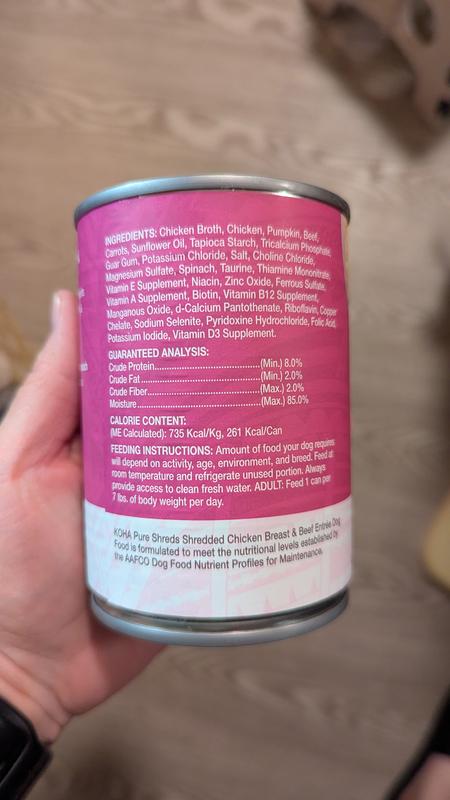 INGREDIENTS: Chicken Broth, Chicken, Pumpkin, Beef,
Carrots, Sunflower Oil, Tapioca Starch, Tricalcium Phosphate,
Guar Gum, Potassium Chloride, Salt, Choline Chloride,
Magnesium Sulfate, Spinach, Taurine, Thiamine Mononitrate,
Vitamin E Supplement, Niacin, Zinc Oxide, Ferrous Sulfate,
Vitamin A Supplement, Biotin, Vitamin B12 Supplement,
Manganous Oxide, d-Calcium Pantothenate, Riboflavin, Copper
Chelate, Sodium Selenite, Pyridoxine Hydrochloride, Folic Acid,
Potassium Iodide, Vitamin D3 Supplement.
GUARANTEED ANALYSIS:
Crude Protein.................................(Min.) 8.0%
Crude Fat.....................................(Min.) 2.0%
Crude Fiber...................................(Max.) 2.0%
Moisture......................................(Max.) 85.0%
CALORIE CONTENT:
(ME Calculated): 735 Kcal/Kg, 261 Kcal/Can
FEEDING INSTRUCTIONS: Amount of food your dog requires
will depend on activity, age, environment, and breed. Feed at
room temperature and refrigerate unused portion. Always
provide access to clean fresh water. ADULT: Feed 1 can per
7 lbs. of body weight per day.
KOHA Pure Shreds Shredded Chicken Breast & Beef Entrée Dog
Food is formulated to meet the nutritional levels established by
the AAFCO Dog Food Nutrient Profiles for Maintenance.